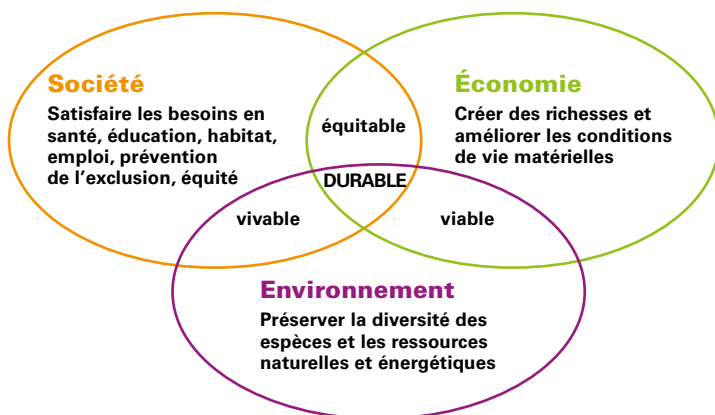 Société
Satisfaire les besoins en
santé, éducation, habitat,
emploi, prévention
de l’exclusion, équité
équitable
Économie
Créer des richesses et
améliorer les conditions
de vie matérielles
DURABLE
vivable
viable
Environnement
Préserver la diversité des
espèces et les ressources
naturelles et énergétiques